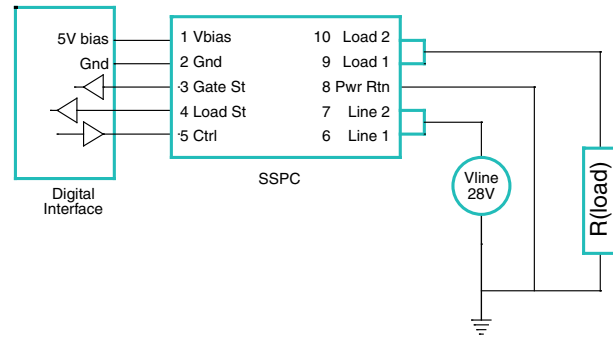 5V bias
Gnd
1 Vbias
2 Gnd
3 Gate St
4 Load St
5 Ctrl
10 Load 2
9 Load 1
8 Pwr Rtn
7 Line 2
6 Line 1
SSPC
Digital
Interface
Vline
28V
R(load)